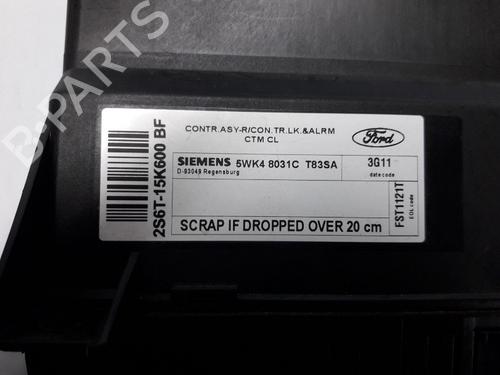 B-PARTS
CONTR.ASY-R/CON.TR.LK.&ALRM
CTM CL
Ford
SIEMENS 5WK4 8031C T83SA
D-93049 Regensburg
3G11
date code
SCRAP IF DROPPED OVER 20 cm
2S6T-15K600 BF
FST1121T
EOL code